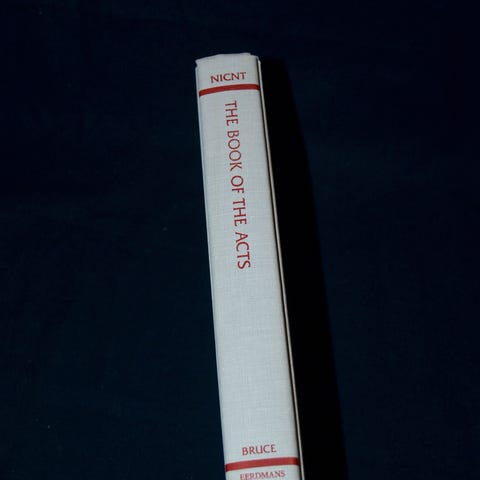 NICNT
THE BOOK OF THE ACTS
BRUCE
EERDMANS